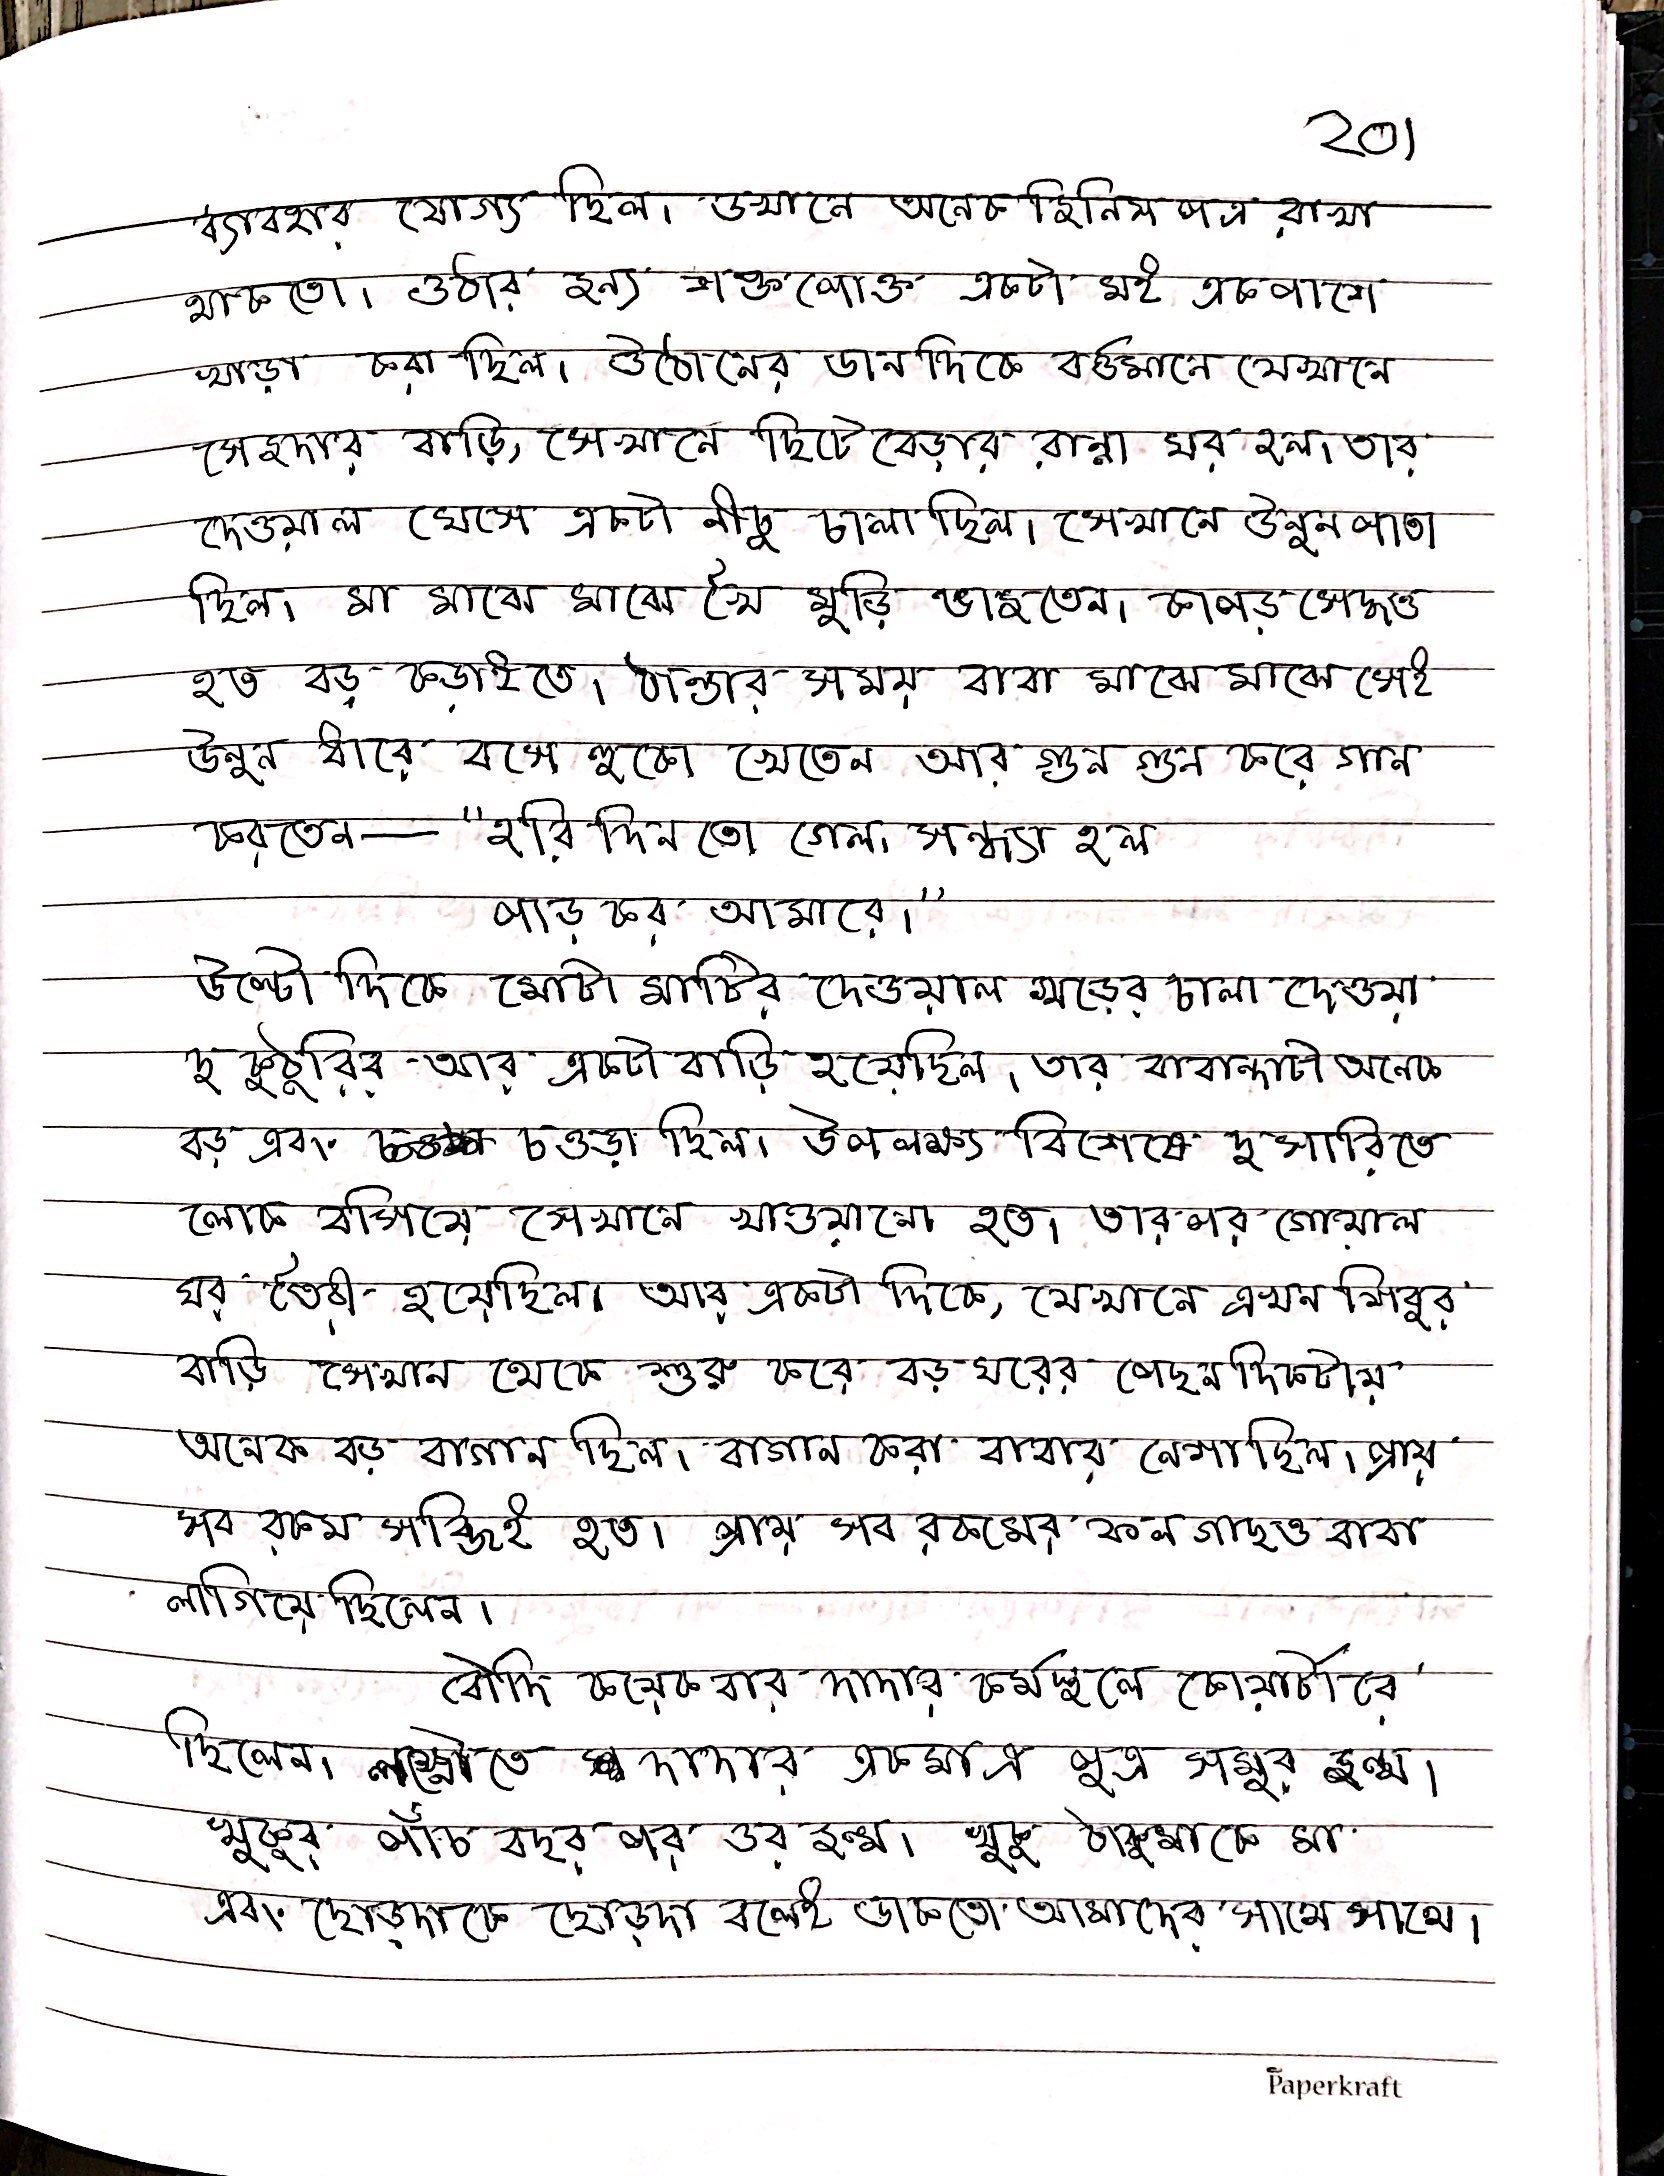 201
ব্যাবহার যোগ্য ছিল। ওখানে অনেক জিনিস পত্র রাখা
থাকতো। ওঠার জন্য শক্তপোক্ত একটা মই একপাশে
খাড়া করা ছিল। উঠোনের ডানদিকে বর্ত্তমানে যেখানে
সেজদার বাড়ি, সেখানে ছিটেবেড়ার রান্না ঘর হল। তার
দেওয়াল ঘেসে একটা নীচু চালা ছিল। সেখানে উনুন পাতা
ছিল। মা মাঝে মাঝে খৈ মুড়ি ভাজতেন। কাপড় সেদ্ধও
হত বড় কড়াইতে। ঠান্ডার সময় বাবা মাঝে মাঝে সেই
উনুন ধারে বসে হুকো খেতেন আর গুন গুন করে গান
করতেন— "হরি দিন তো গেল। সন্ধ্যা হল
পাড় কর আমারে।"
উল্টো দিকে মোটা মাটির দেওয়াল খড়ের চালা দেওয়া
দু কুঠুরির আর একটা বাড়ি হয়েছিল। তার বারান্দাটা অনেক
বড় এবং চওড়া ছিল। উপলক্ষ্য বিশেষে দু সারিতে
লোক বসিয়ে সেখানে খাওয়ানো হত। তারপর গোয়াল
ঘর তৈরী হয়েছিল। আর একটা দিকে, যেখানে এখন শিবুর
বাড়ি সেখান থেকে শুরু করে বড় ঘরের পেছন দিকটায়
অনেক বড় বাগান ছিল। বাগান করা বাবার নেশা ছিল। প্রায়
সব রকম সব্জিই হত। প্রায় সব রকমের ফল গাছও বাবা
লাগিয়ে ছিলেন।
বৌদি কয়েক বার দাদার কর্মস্থলে কোয়ার্টারে
ছিলেন। লক্ষ্ণৌতে দাদার একমাত্র পুত্র সমুর জন্ম।
খুকুর পাঁচ বছর পর ওর জন্ম। খুকু ঠাকুমাকে মা
এবং ছোড়্দাকে ছোড়্দা বলেই ডাকতো আমাদের সাথে সাথে।
Paperkraft